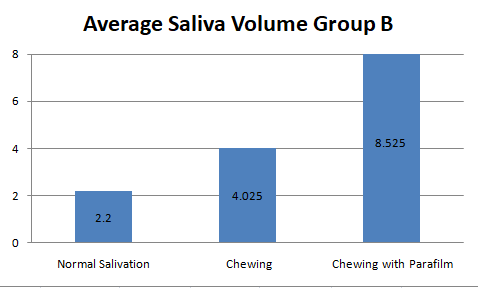 Average Saliva Volume Group B
8
6
4
2
0
2.2
4.025
8.525
Normal Salivation
Chewing
Chewing with Parafilm